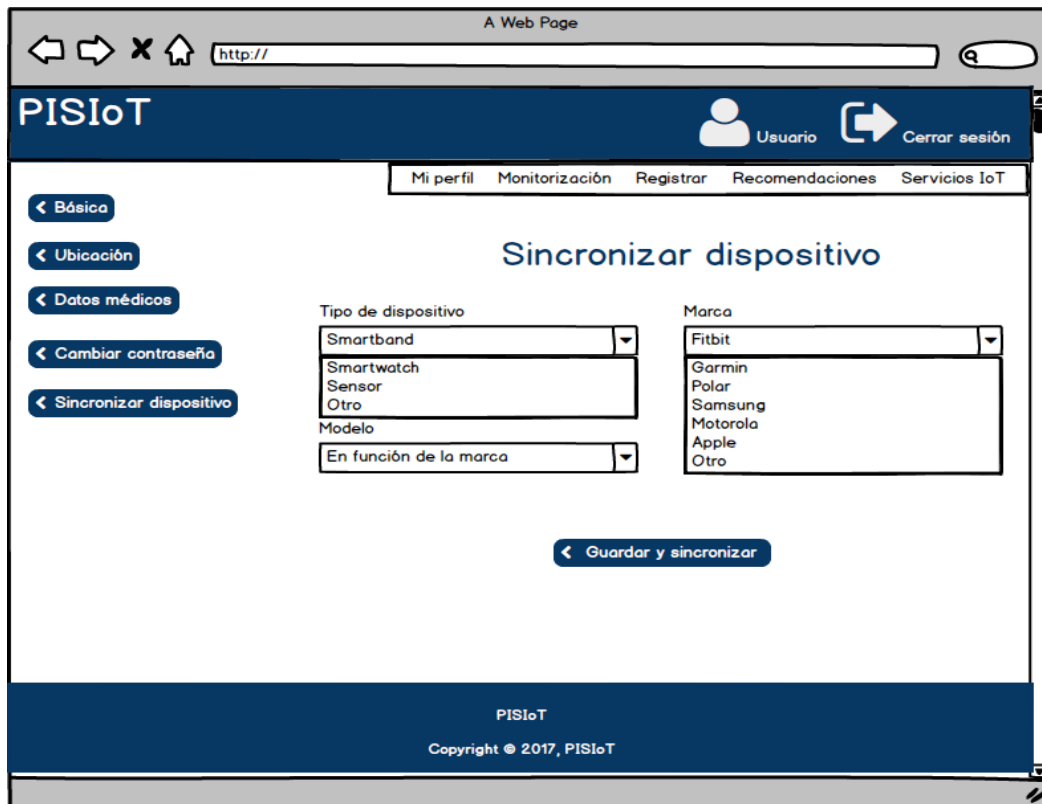 A Web Page
http://
PISIoT
Usuario
Cerrar sesión
Mi perfil Monitorización Registrar Recomendaciones Servicios IoT
Básica
Ubicación
Datos médicos
Cambiar contraseña
Sincronizar dispositivo
Sincronizar dispositivo
Tipo de dispositivo
Smartband
Smartwatch
Sensor
Otro
Modelo
En función de la marca
Marca
Fitbit
Garmin
Polar
Samsung
Motorola
Apple
Otro
Guardar y sincronizar
PISIoT
Copyright © 2017, PISIoT